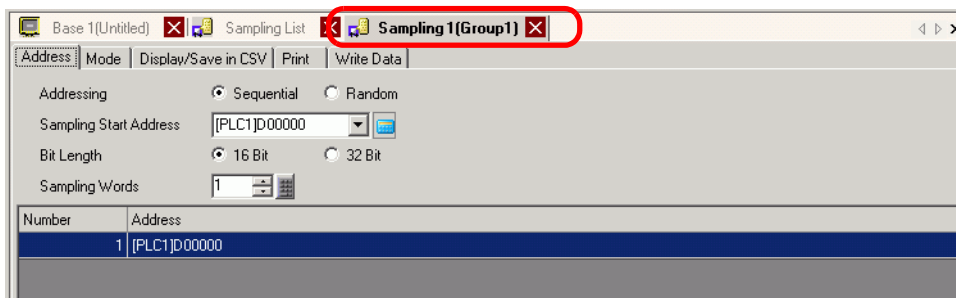 Base 1(Untitled) Sampling List Sampling 1(Group1)
Address Mode Display/Save in CSV Print Write Data
Addressing Sequential Random
Sampling Start Address [PLC1]D00000
Bit Length 16 Bit 32 Bit
Sampling Words 1
Number Address
1 [PLC1]D00000